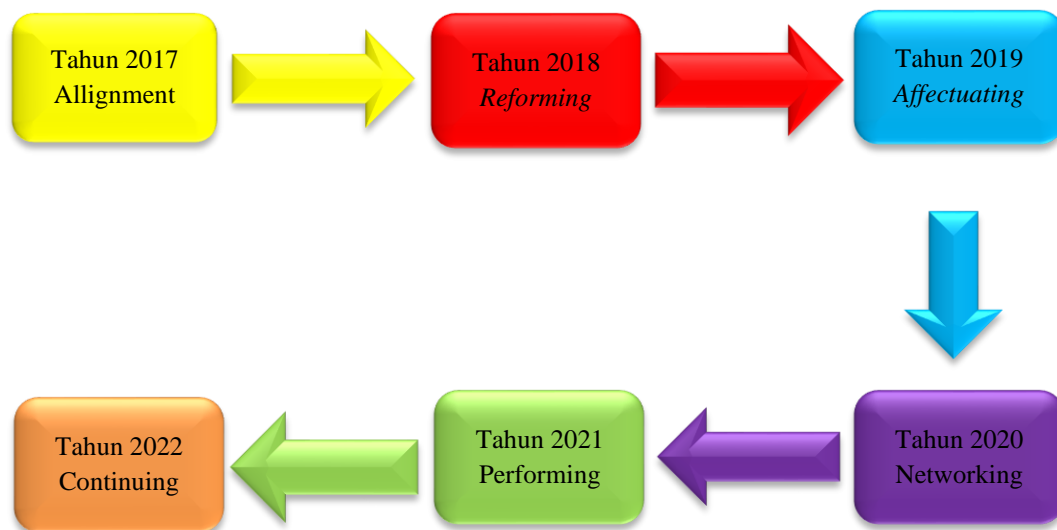 Tahun 2017
Allignment
Tahun 2018
Reforming
Tahun 2019
Affectuating
Tahun 2020
Networking
Tahun 2021
Performing
Tahun 2022
Continuing